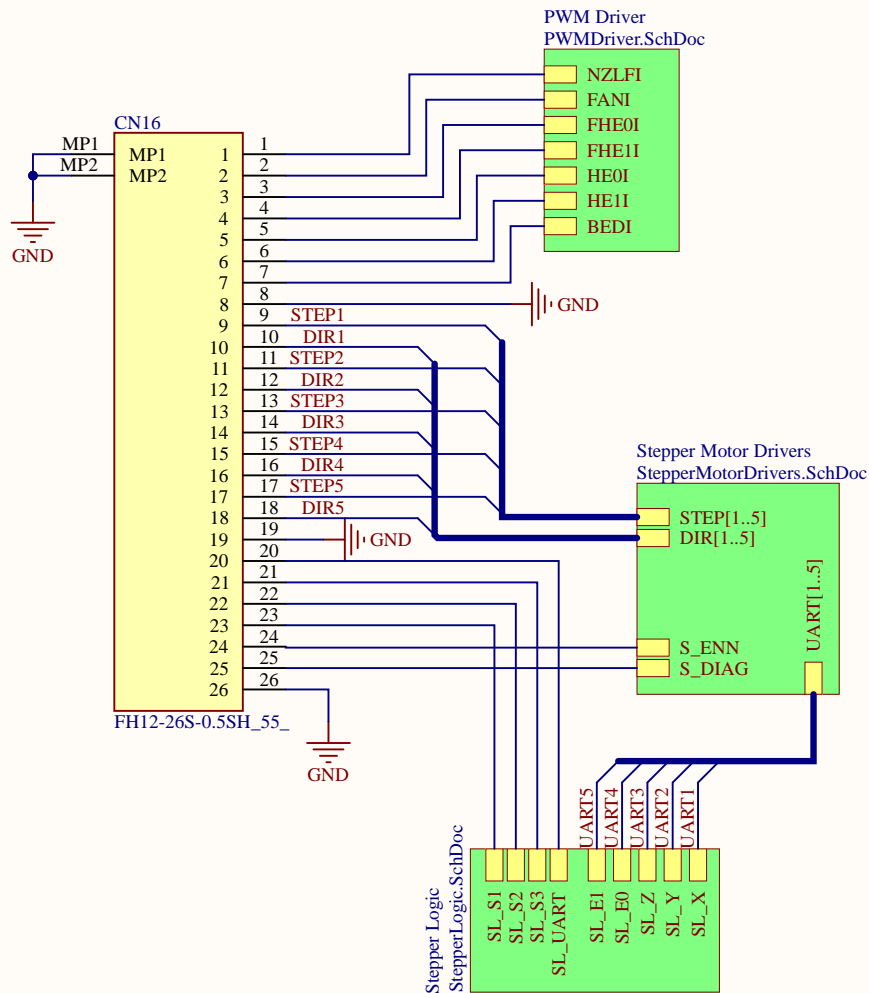 PWM Driver
PWMDriver.SchDoc
NZLFI
FANI
FHE0I
FHE1I
HE0I
HE1I
BEDI
CN16
MP1 MP1
MP2 MP2
GND
1 1
2 2
3 3
4 4
5 5
6 6
7 7
8 8 GND
9 9 STEP1
10 10 DIR1
11 11 STEP2
12 12 DIR2
13 13 STEP3
14 14 DIR3
15 15 STEP4
16 16 DIR4
17 17 STEP5
18 18 DIR5
19 19 GND
20 20
21 21
22 22
23 23
24 24
25 25
26 26
FH12-26S-0.5SH_55_
GND
Stepper Motor Drivers
StepperMotorDrivers.SchDoc
STEP[1..5]
DIR[1..5]
UART[1..5]
S_ENN
S_DIAG
UART5
UART4
UART3
UART2
UART1
Stepper Logic
StepperLogic.SchDoc
SL_S1
SL_S2
SL_S3
SL_UART
SL_E1
SL_E0
SL_Z
SL_Y
SL_X